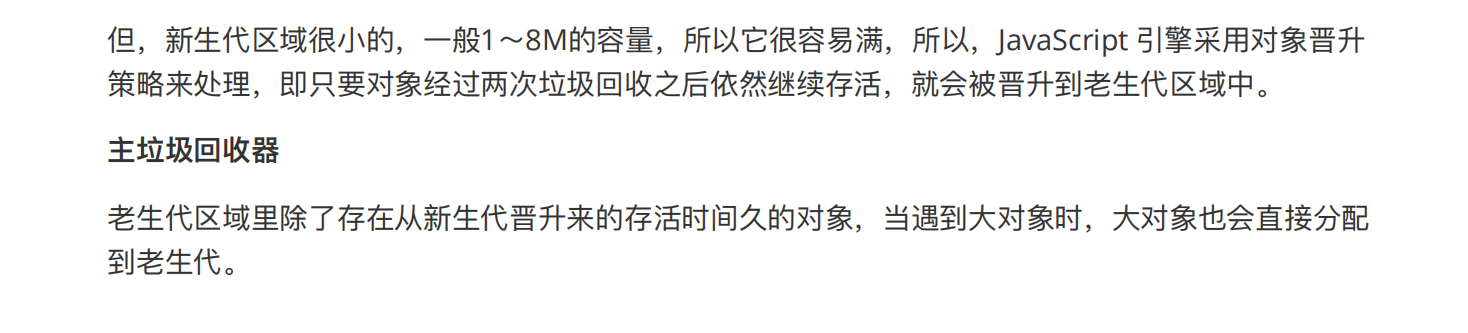 但，新生代区域很小的，一般1～8M的容量，所以它很容易满，所以，JavaScript 引擎采用对象晋升
策略来处理，即只要对象经过两次垃圾回收之后依然继续存活，就会被晋升到老生代区域中。
主垃圾回收器
老生代区域里除了存在从新生代晋升来的存活时间久的对象，当遇到大对象时，大对象也会直接分配
到老生代。